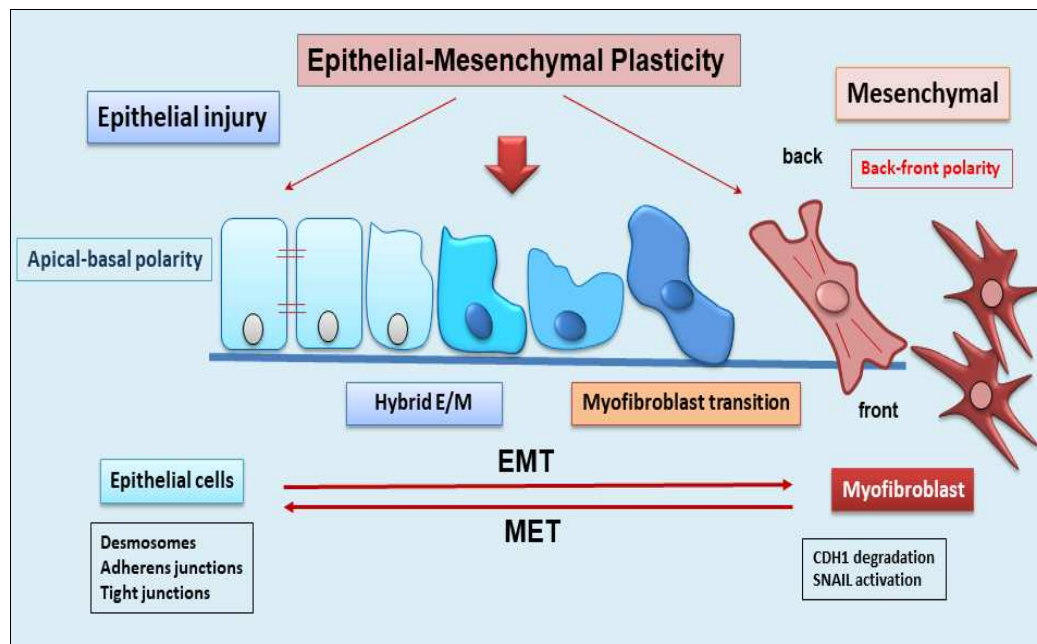 Epithelial-Mesenchymal Plasticity
Epithelial injury
Mesenchymal
back
Back-front polarity
Apical-basal polarity
Hybrid E/M
Myofibroblast transition
front
EMT
Epithelial cells
Myofibroblast
MET
Desmosomes
Adherens junctions
Tight junctions
CDH1 degradation
SNAIL activation